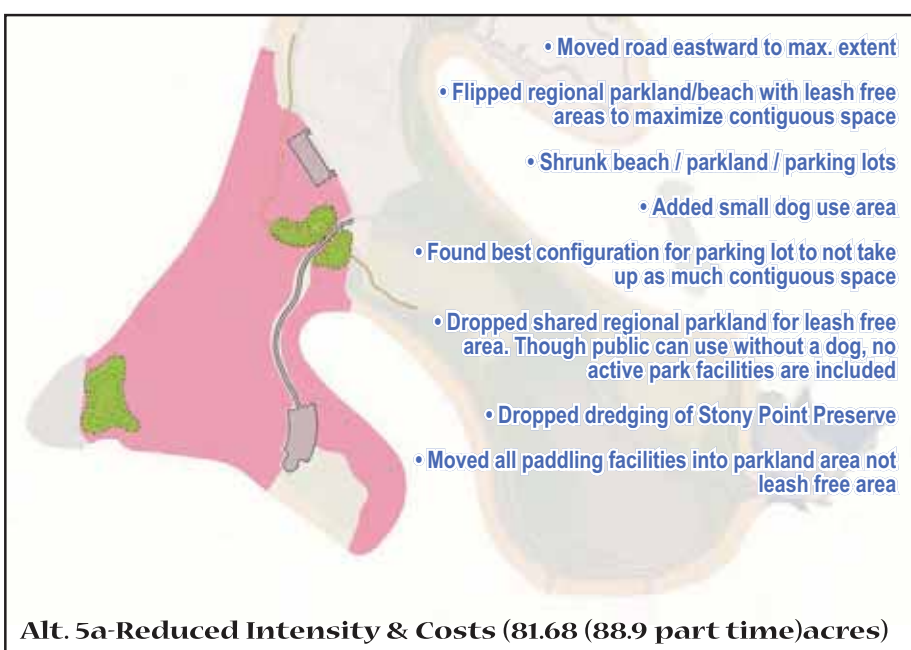 • Moved road eastward to max. extent
• Flipped regional parkland/beach with leash free
areas to maximize contiguous space
• Shrunk beach / parkland / parking lots
• Added small dog use area
• Found best configuration for parking lot to not take
up as much contiguous space
• Dropped shared regional parkland for leash free
area. Though public can use without a dog, no
active park facilities are included
• Dropped dredging of Stony Point Preserve
• Moved all paddling facilities into parkland area not
leash free area
Alt. 5a-Reduced Intensity & Costs (81.68 (88.9 part time)acres)